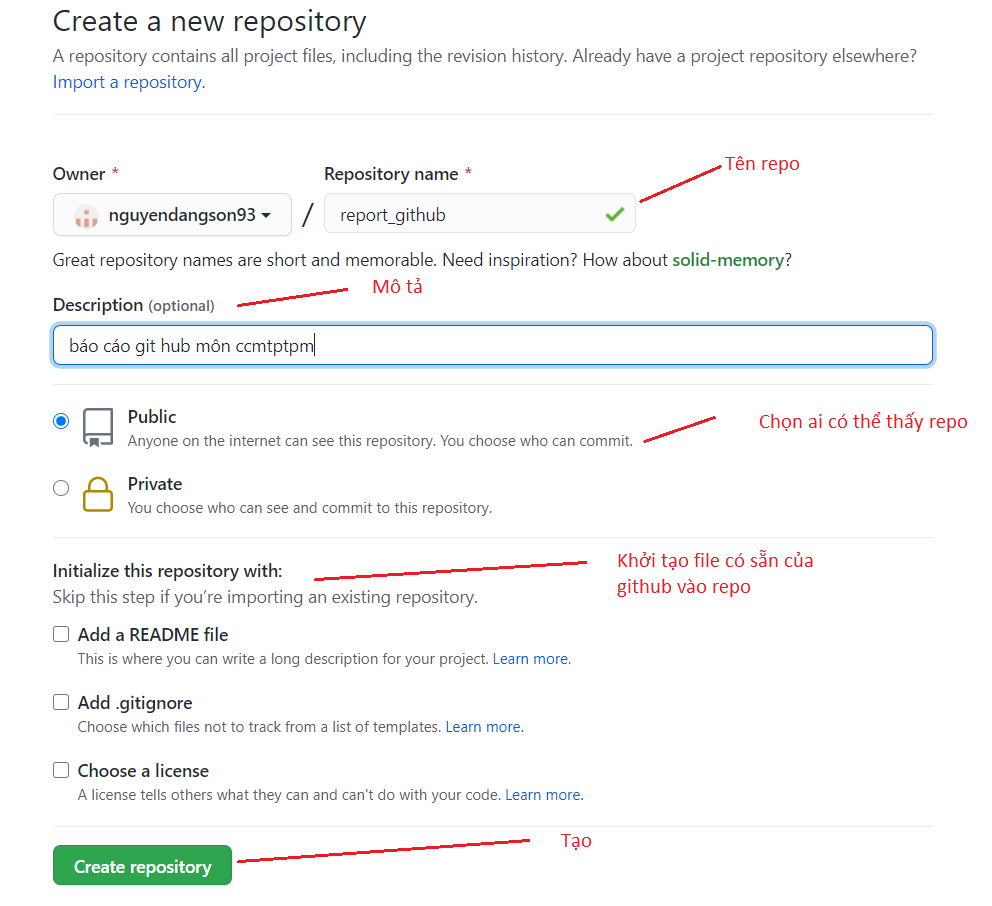 Create a new repository
A repository contains all project files, including the revision history. Already have a project repository elsewhere?
Import a repository.
Owner *
Repository name *
Tên repo
nguyendangson93
/
report_github
Great repository names are short and memorable. Need inspiration? How about solid-memory?
Mô tả
Description (optional)
báo cáo git hub môn ccmtptpm
Public
Anyone on the internet can see this repository. You choose who can commit.
Chọn ai có thể thấy repo
Private
You choose who can see and commit to this repository.
Initialize this repository with:
Skip this step if you're importing an existing repository.
Khởi tạo file có sẵn của
github vào repo
Add a README file
This is where you can write a long description for your project. Learn more.
Add .gitignore
Choose which files not to track from a list of templates. Learn more.
Choose a license
A license tells others what they can and can't do with your code. Learn more.
Create repository
Tạo